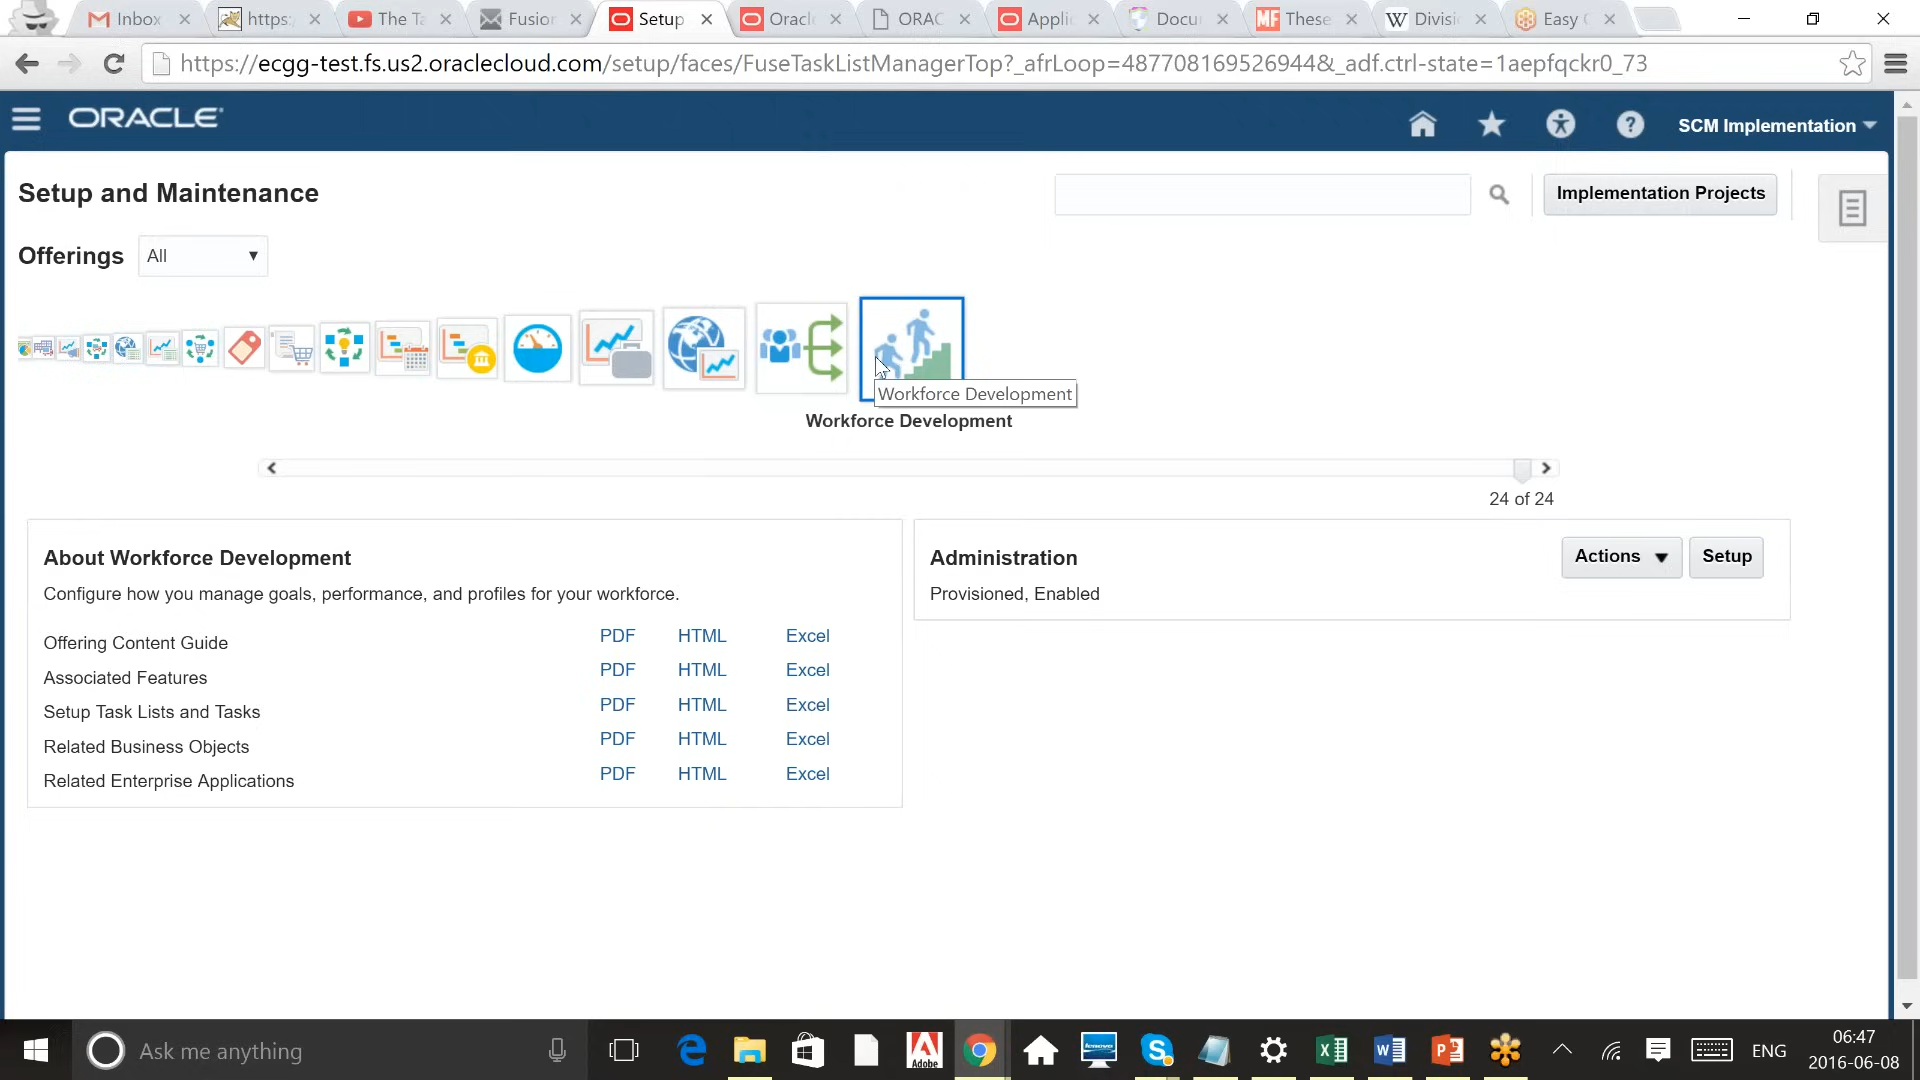 Inbox
https:
The Ta
Fusion
Setup
Oracle
ORAC
Applic
Docu
These
Divisi
Easy
https://ecgg-test.fs.us2.oraclecloud.com/setup/faces/FuseTaskListManagerTop?_afrLoop=487708169526944&_adf.ctrl-state=1aepfqckr0_73
ORACLE
SCM Implementation
Setup and Maintenance
Implementation Projects
Offerings
All
Workforce Development
Workforce Development
24 of 24
About Workforce Development
Configure how you manage goals, performance, and profiles for your workforce.
Offering Content Guide PDF HTML Excel
Associated Features PDF HTML Excel
Setup Task Lists and Tasks PDF HTML Excel
Related Business Objects PDF HTML Excel
Related Enterprise Applications PDF HTML Excel
Administration
Actions
Setup
Provisioned, Enabled
Ask me anything
Adobe
ENG
06:47
2016-06-08